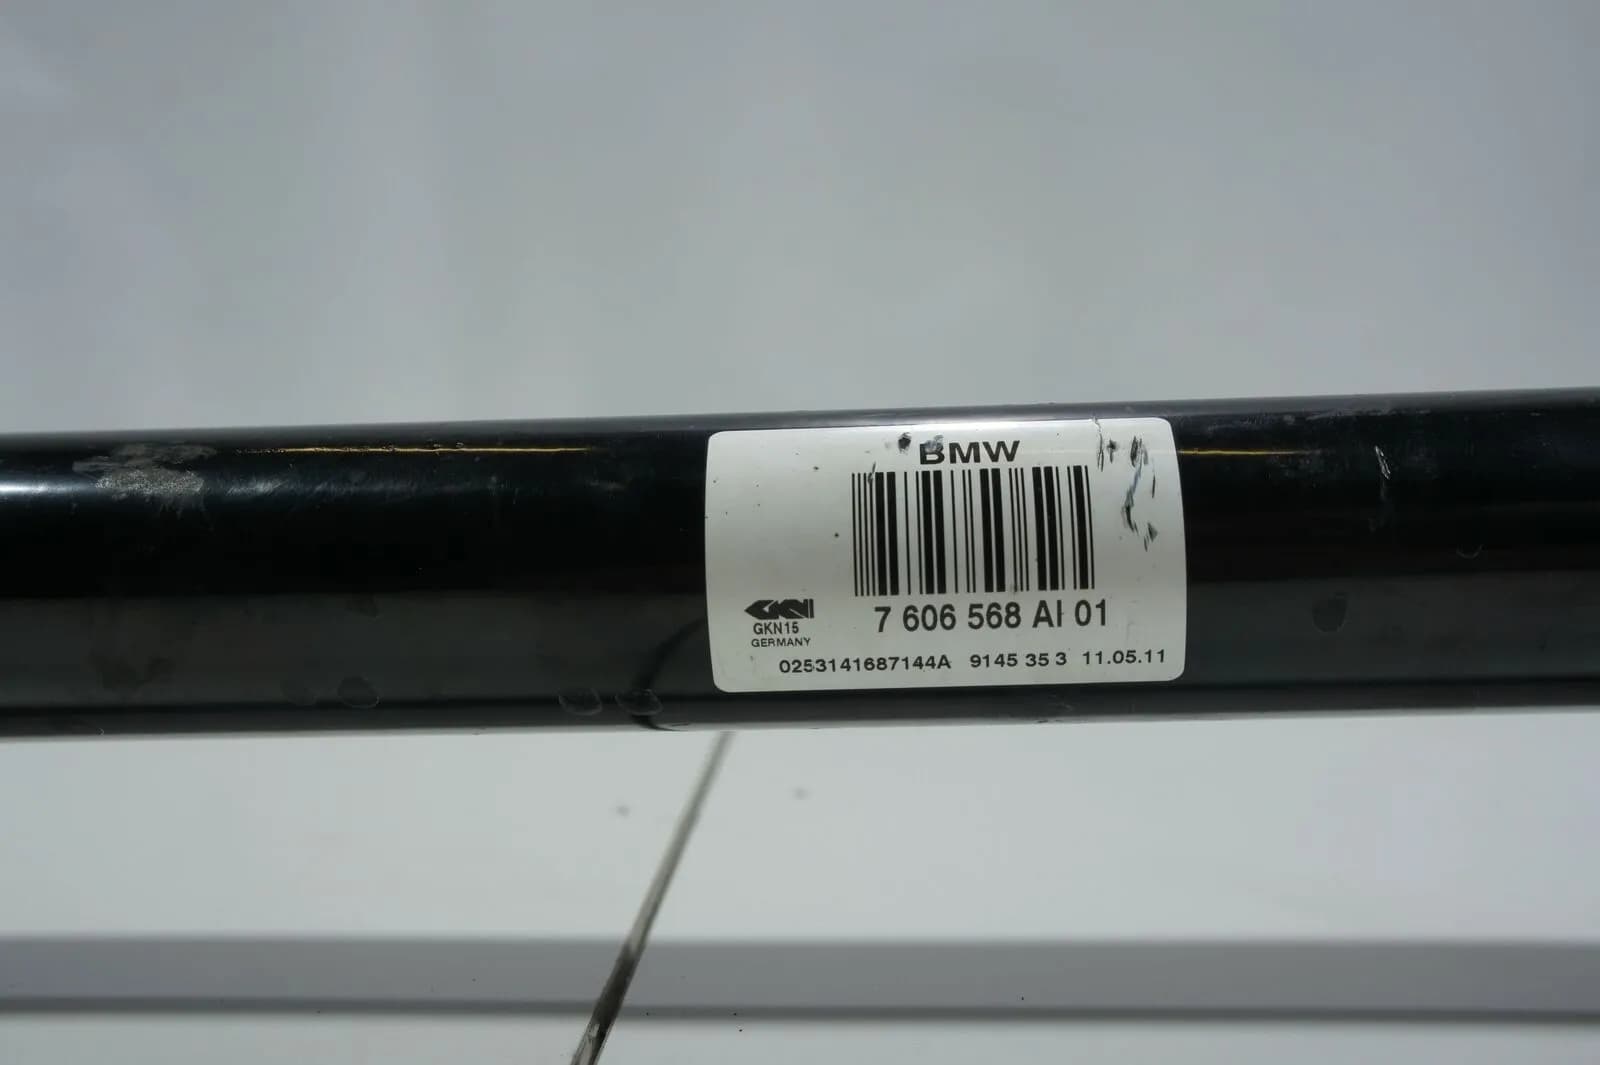 BMW
7 606 568 AI 01
GKN
GKN15
GERMANY
0253141687144A 9145 35 3 11.05.11